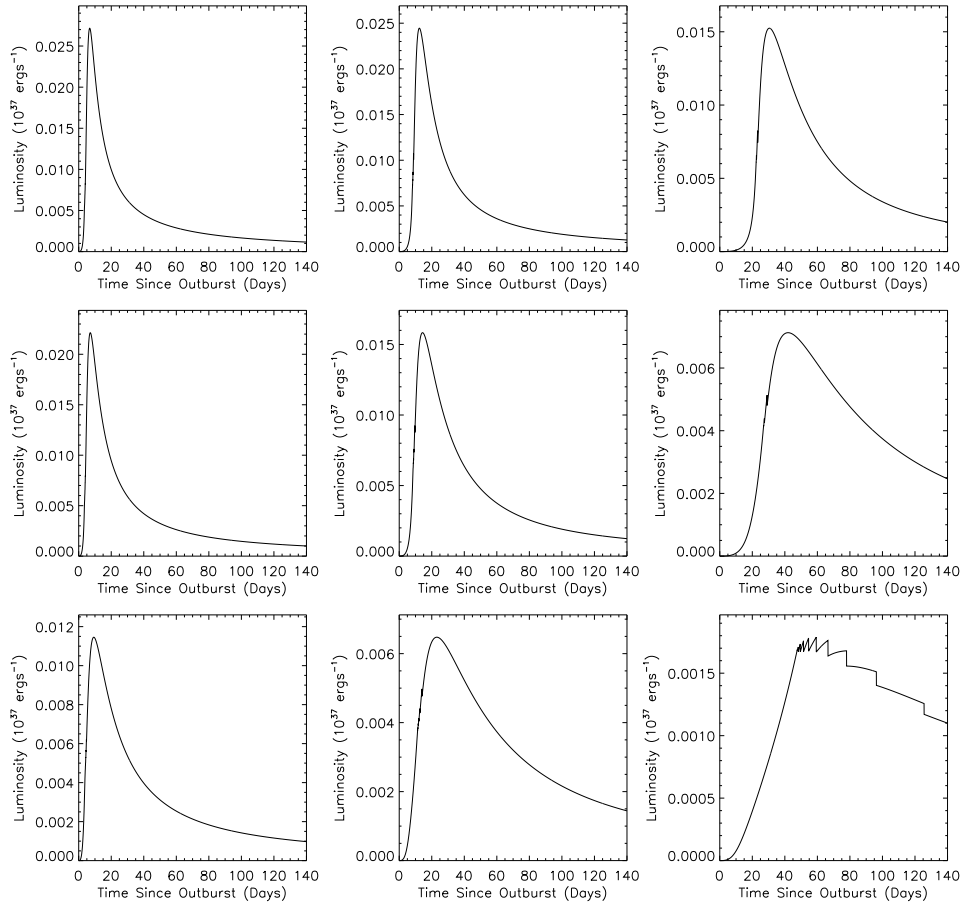 Luminosity (10³⁷ ergs⁻¹)
0.025
0.020
0.015
0.010
0.005
0.000
0 20 40 60 80 100 120 140
Time Since Outburst (Days)
Luminosity (10³⁷ ergs⁻¹)
0.025
0.020
0.015
0.010
0.005
0.000
0 20 40 60 80 100 120 140
Time Since Outburst (Days)
Luminosity (10³⁷ ergs⁻¹)
0.015
0.010
0.005
0.000
0 20 40 60 80 100 120 140
Time Since Outburst (Days)
Luminosity (10³⁷ ergs⁻¹)
0.020
0.015
0.010
0.005
0.000
0 20 40 60 80 100 120 140
Time Since Outburst (Days)
Luminosity (10³⁷ ergs⁻¹)
0.015
0.010
0.005
0.000
0 20 40 60 80 100 120 140
Time Since Outburst (Days)
Luminosity (10³⁷ ergs⁻¹)
0.006
0.004
0.002
0.000
0 20 40 60 80 100 120 140
Time Since Outburst (Days)
Luminosity (10³⁷ ergs⁻¹)
0.012
0.010
0.008
0.006
0.004
0.002
0.000
0 20 40 60 80 100 120 140
Time Since Outburst (Days)
Luminosity (10³⁷ ergs⁻¹)
0.006
0.004
0.002
0.000
0 20 40 60 80 100 120 140
Time Since Outburst (Days)
Luminosity (10³⁷ ergs⁻¹)
0.0015
0.0010
0.0005
0.0000
0 20 40 60 80 100 120 140
Time Since Outburst (Days)